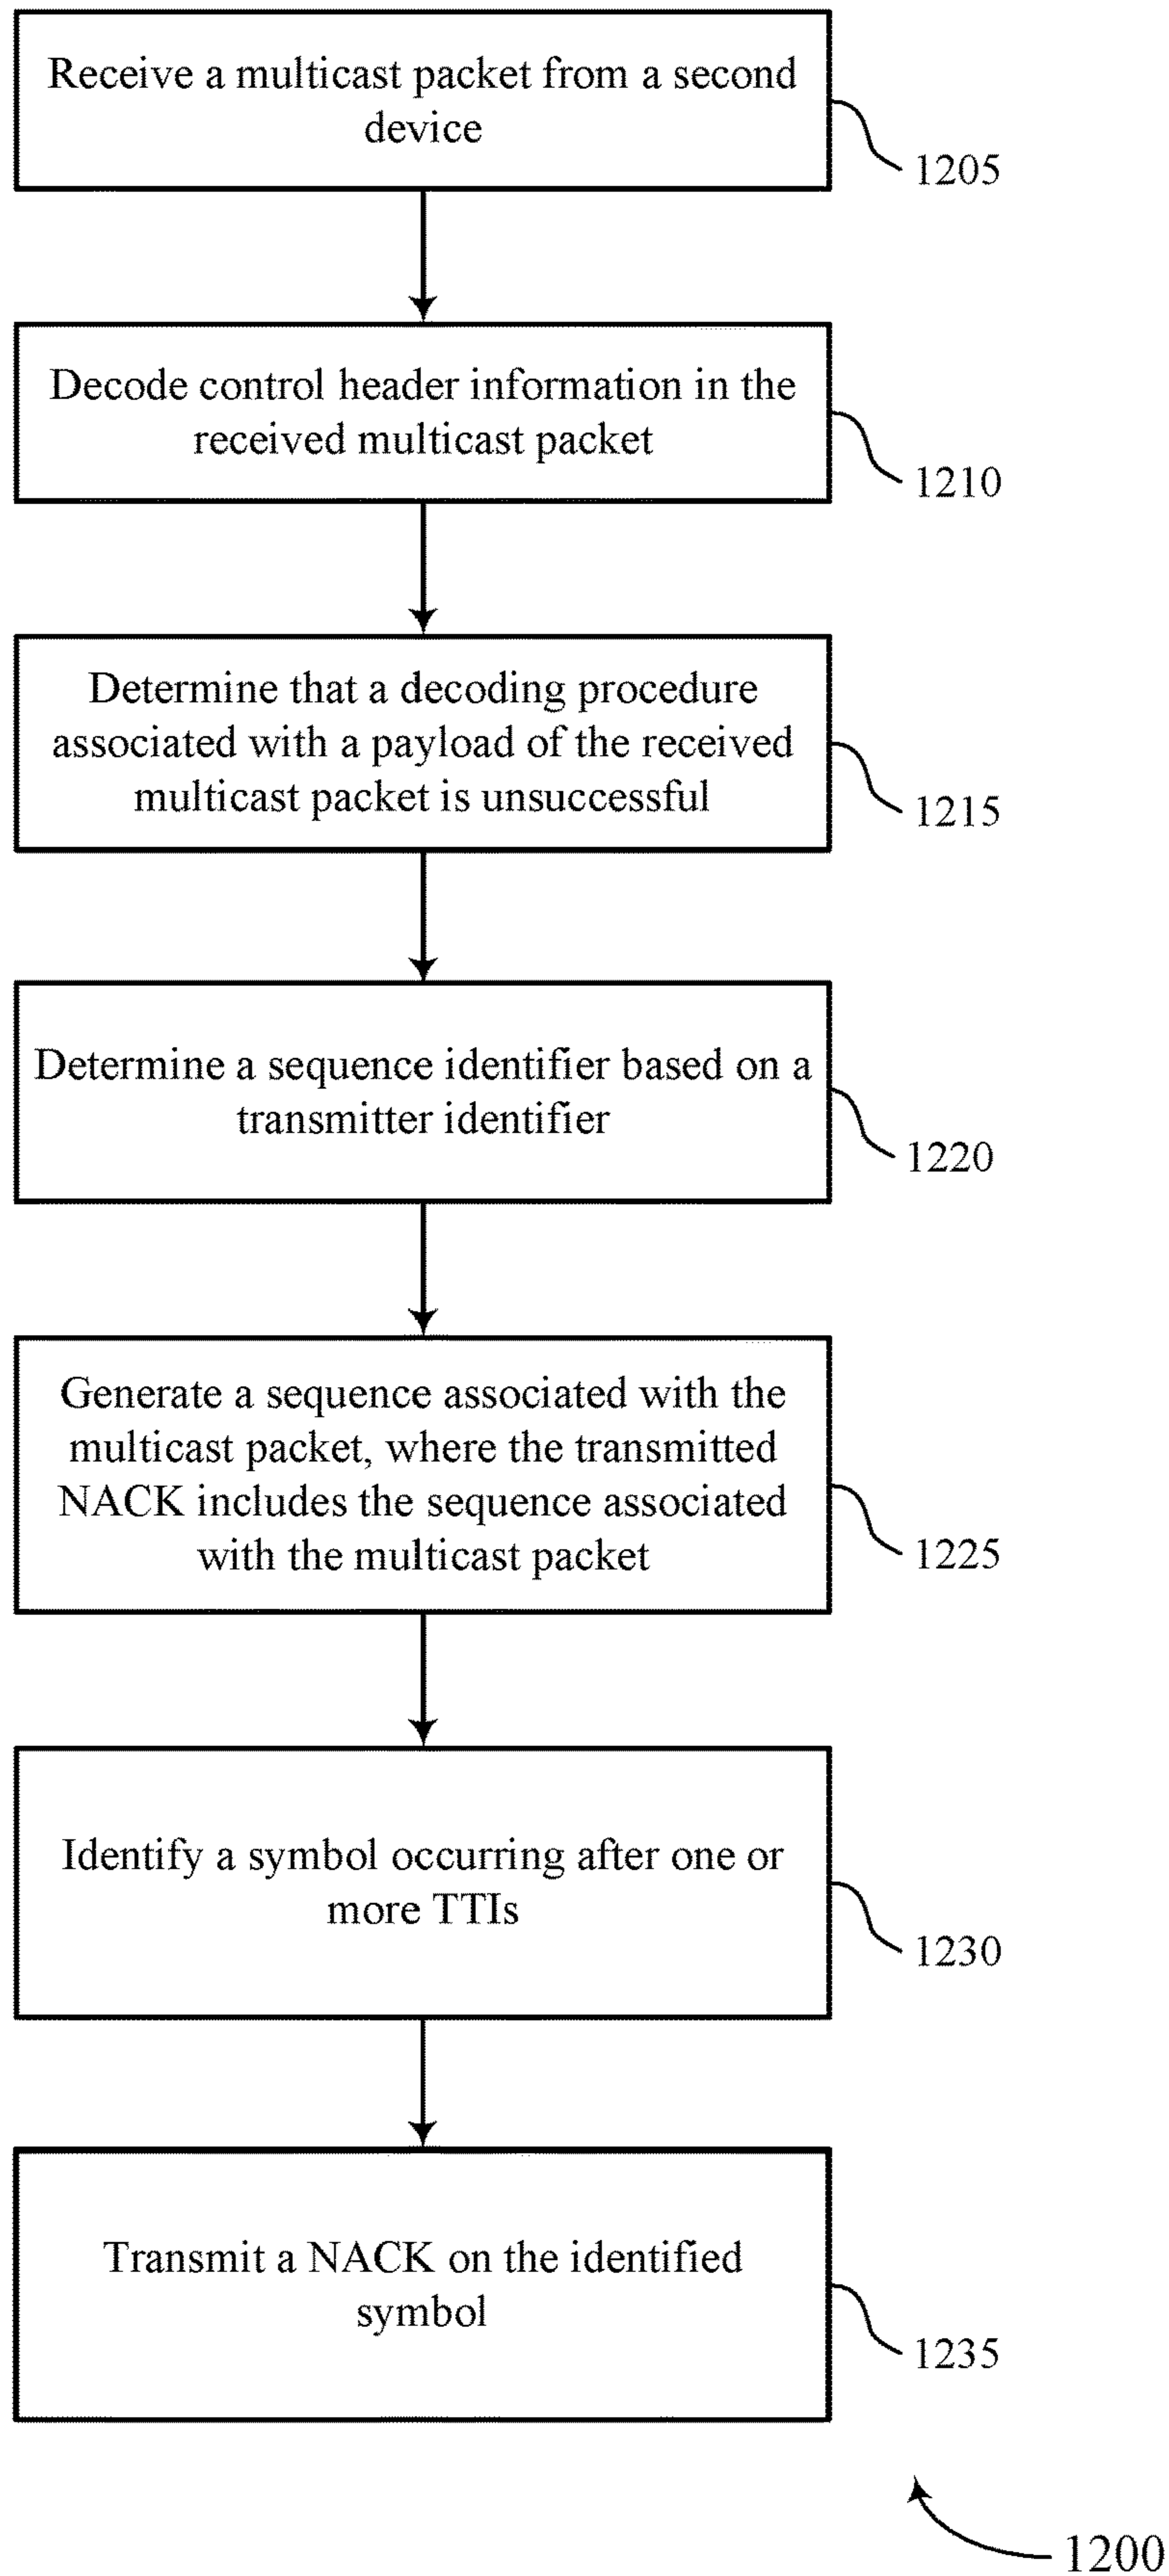 Receive a multicast packet from a second
device
1205
Decode control header information in the
received multicast packet
1210
Determine that a decoding procedure
associated with a payload of the received
multicast packet is unsuccessful
1215
Determine a sequence identifier based on a
transmitter identifier
1220
Generate a sequence associated with the
multicast packet, where the transmitted
NACK includes the sequence associated
with the multicast packet
1225
Identify a symbol occurring after one or
more TTIs
1230
Transmit a NACK on the identified
symbol
1235
1200